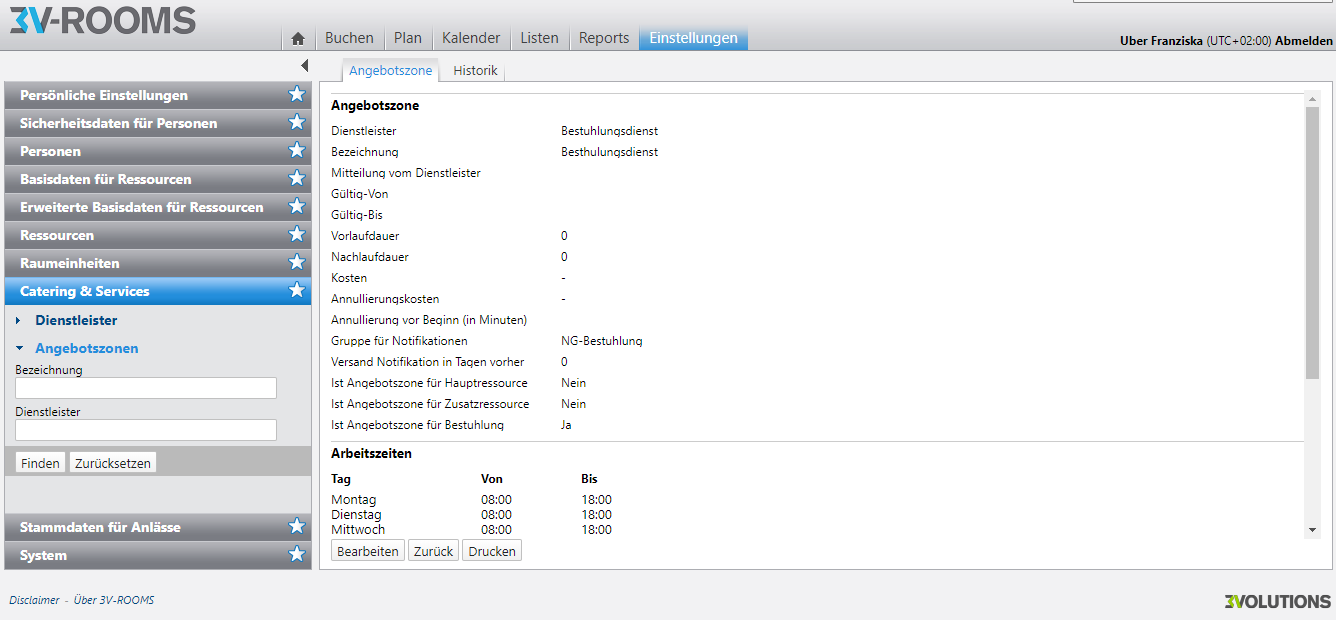 3V-ROOMS
Buchen Plan Kalender Listen Reports Einstellungen
Uber Franziska (UTC+02:00) Abmelden
Angebotszone Historik
Persönliche Einstellungen
Sicherheitsdaten für Personen
Personen
Basisdaten für Ressourcen
Erweiterte Basisdaten für Ressourcen
Ressourcen
Raumeinheiten
Catering & Services
Dienstleister
Angebotszonen
Bezeichnung
Dienstleister
Finden Zurücksetzen
Stammdaten für Anlässe
System
Angebotszone
Dienstleister Bestuhlungsdienst
Bezeichnung Besthulungsdienst
Mitteilung vom Dienstleister
Gültig-Von
Gültig-Bis
Vorlaufdauer 0
Nachlaufdauer 0
Kosten -
Annullierungskosten -
Annullierung vor Beginn (in Minuten)
Gruppe für Notifikationen NG-Bestuhlung
Versand Notifikation in Tagen vorher 0
Ist Angebotszone für Hauptressource Nein
Ist Angebotszone für Zusatzressource Nein
Ist Angebotszone für Bestuhlung Ja
Arbeitszeiten
Tag Von Bis
Montag 08:00 18:00
Dienstag 08:00 18:00
Mittwoch 08:00 18:00
Bearbeiten Zurück Drucken
Disclaimer - Über 3V-ROOMS
3VOLUTIONS